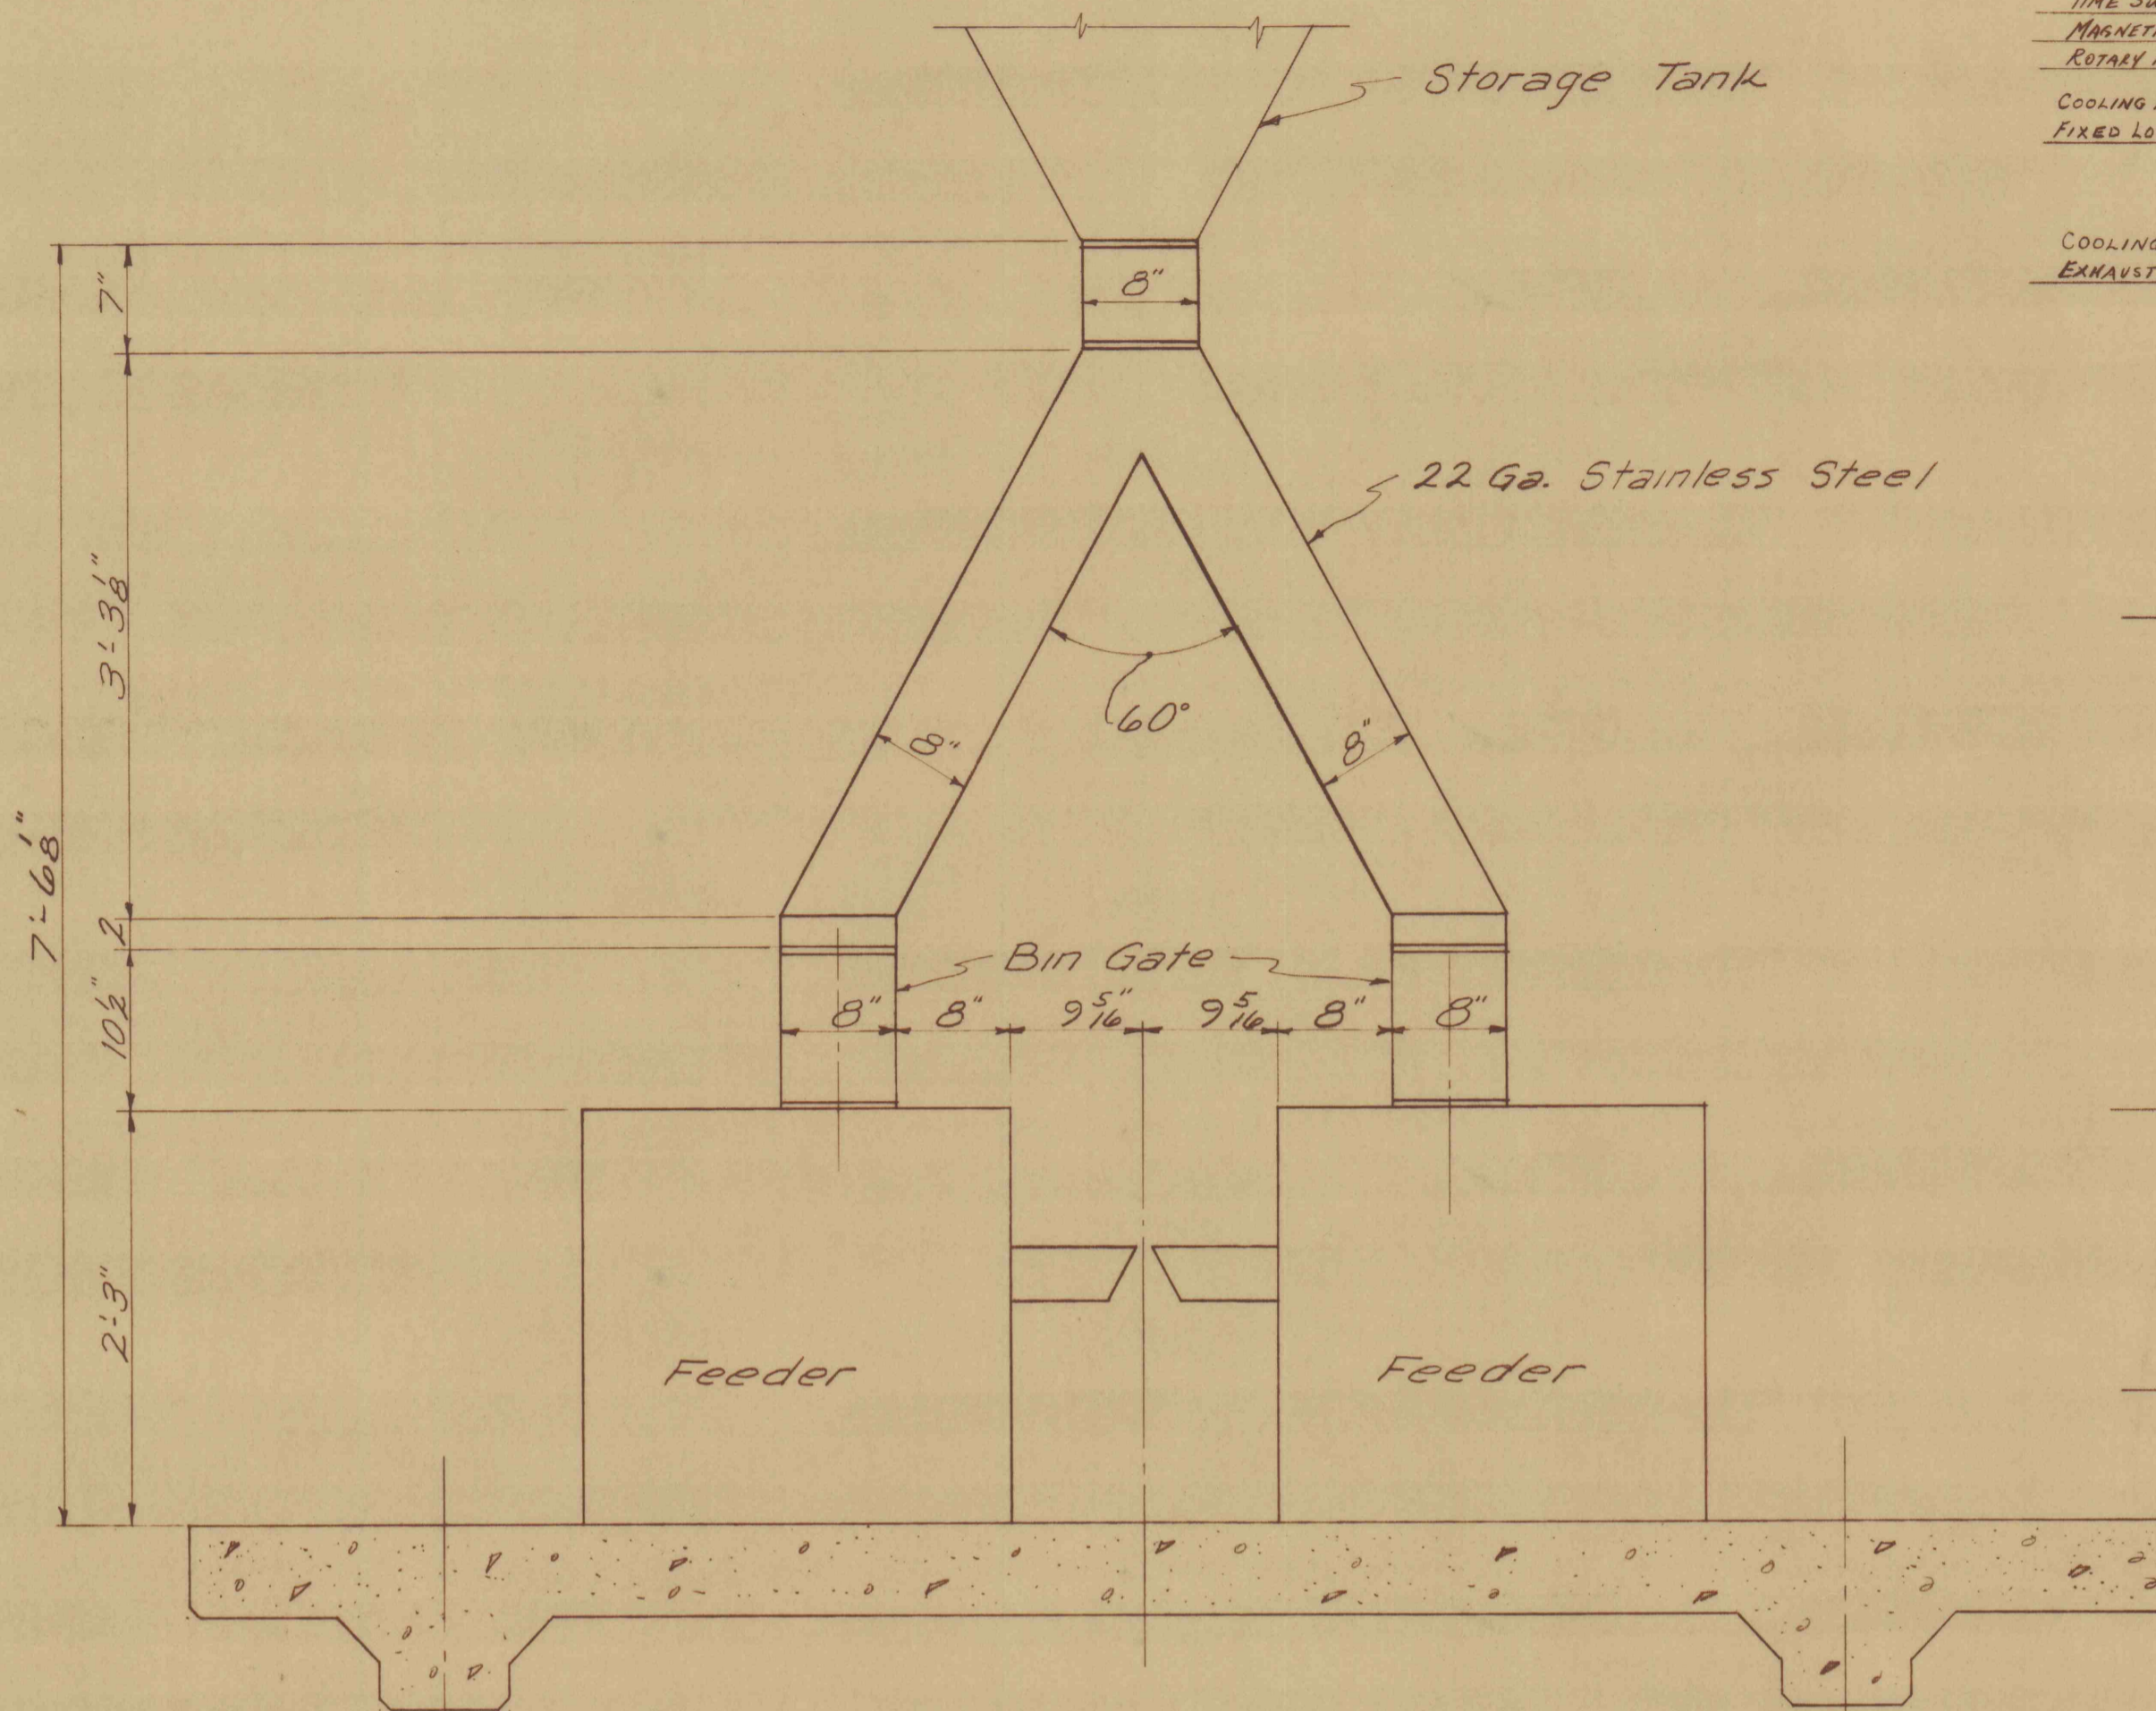 Storage Tank
MAGNET
ROTARY
COOLING
FIXED LO
COOLING
EXHAUST
7"
8"
22 Ga. Stainless Steel
3'-3 1/8"
60°
8"
8"
7'-6 1/8"
2
Bin Gate
10 1/2"
8"
8"
9 5/16"
9 5/16
8"
8"
2'-3"
Feeder
Feeder